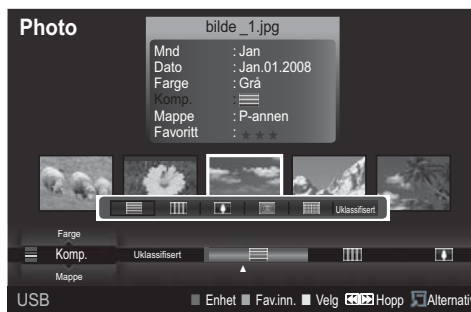 Photo
bilde _1.jpg
Mnd : Jan
Dato : Jan.01.2008
Farge : Grå
Komp. :
Mappe : P-annen
Favoritt : ★★★
Uklassifisert
Farge
Komp. Uklassifisert
Mappe
USB Enhet Fav.inn. Velg Hopp Alternativ